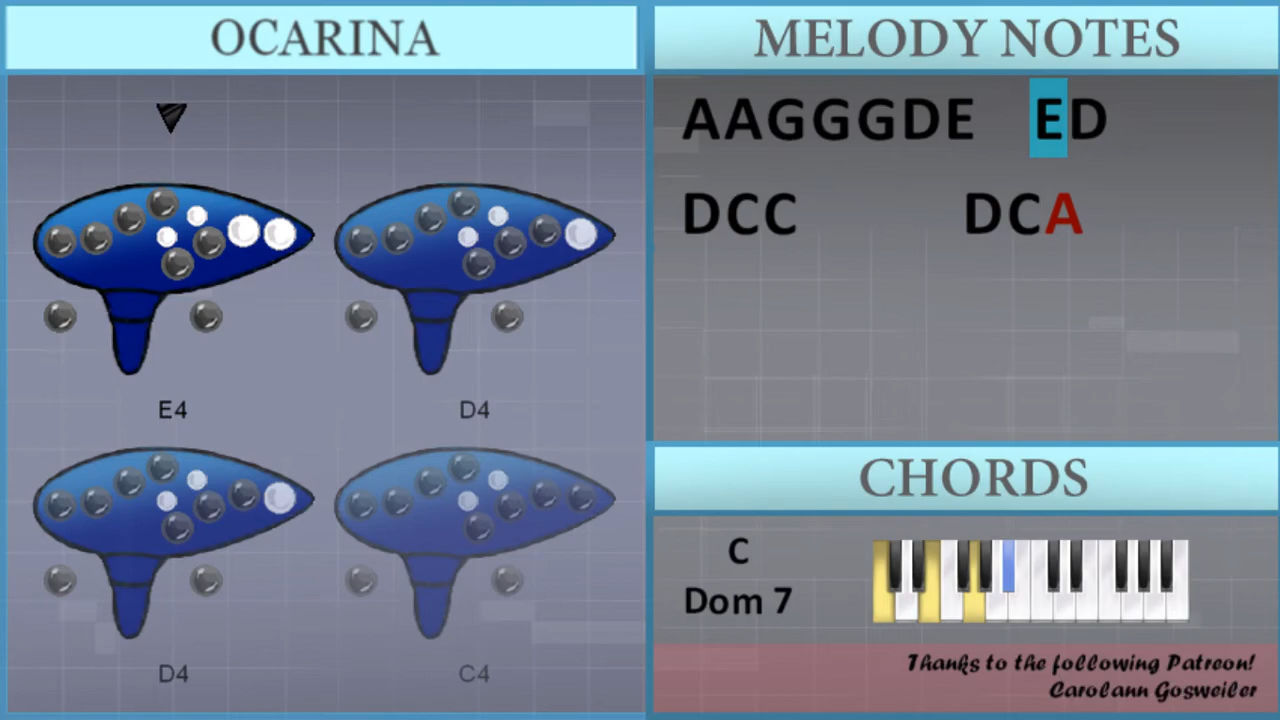 OCARINA
E4
D4
D4
C4
MELODY NOTES
AAGGGDE ED
DCC DCA
CHORDS
C
Dom 7
Thanks to the following Patreon!
Carolann Gosweiler